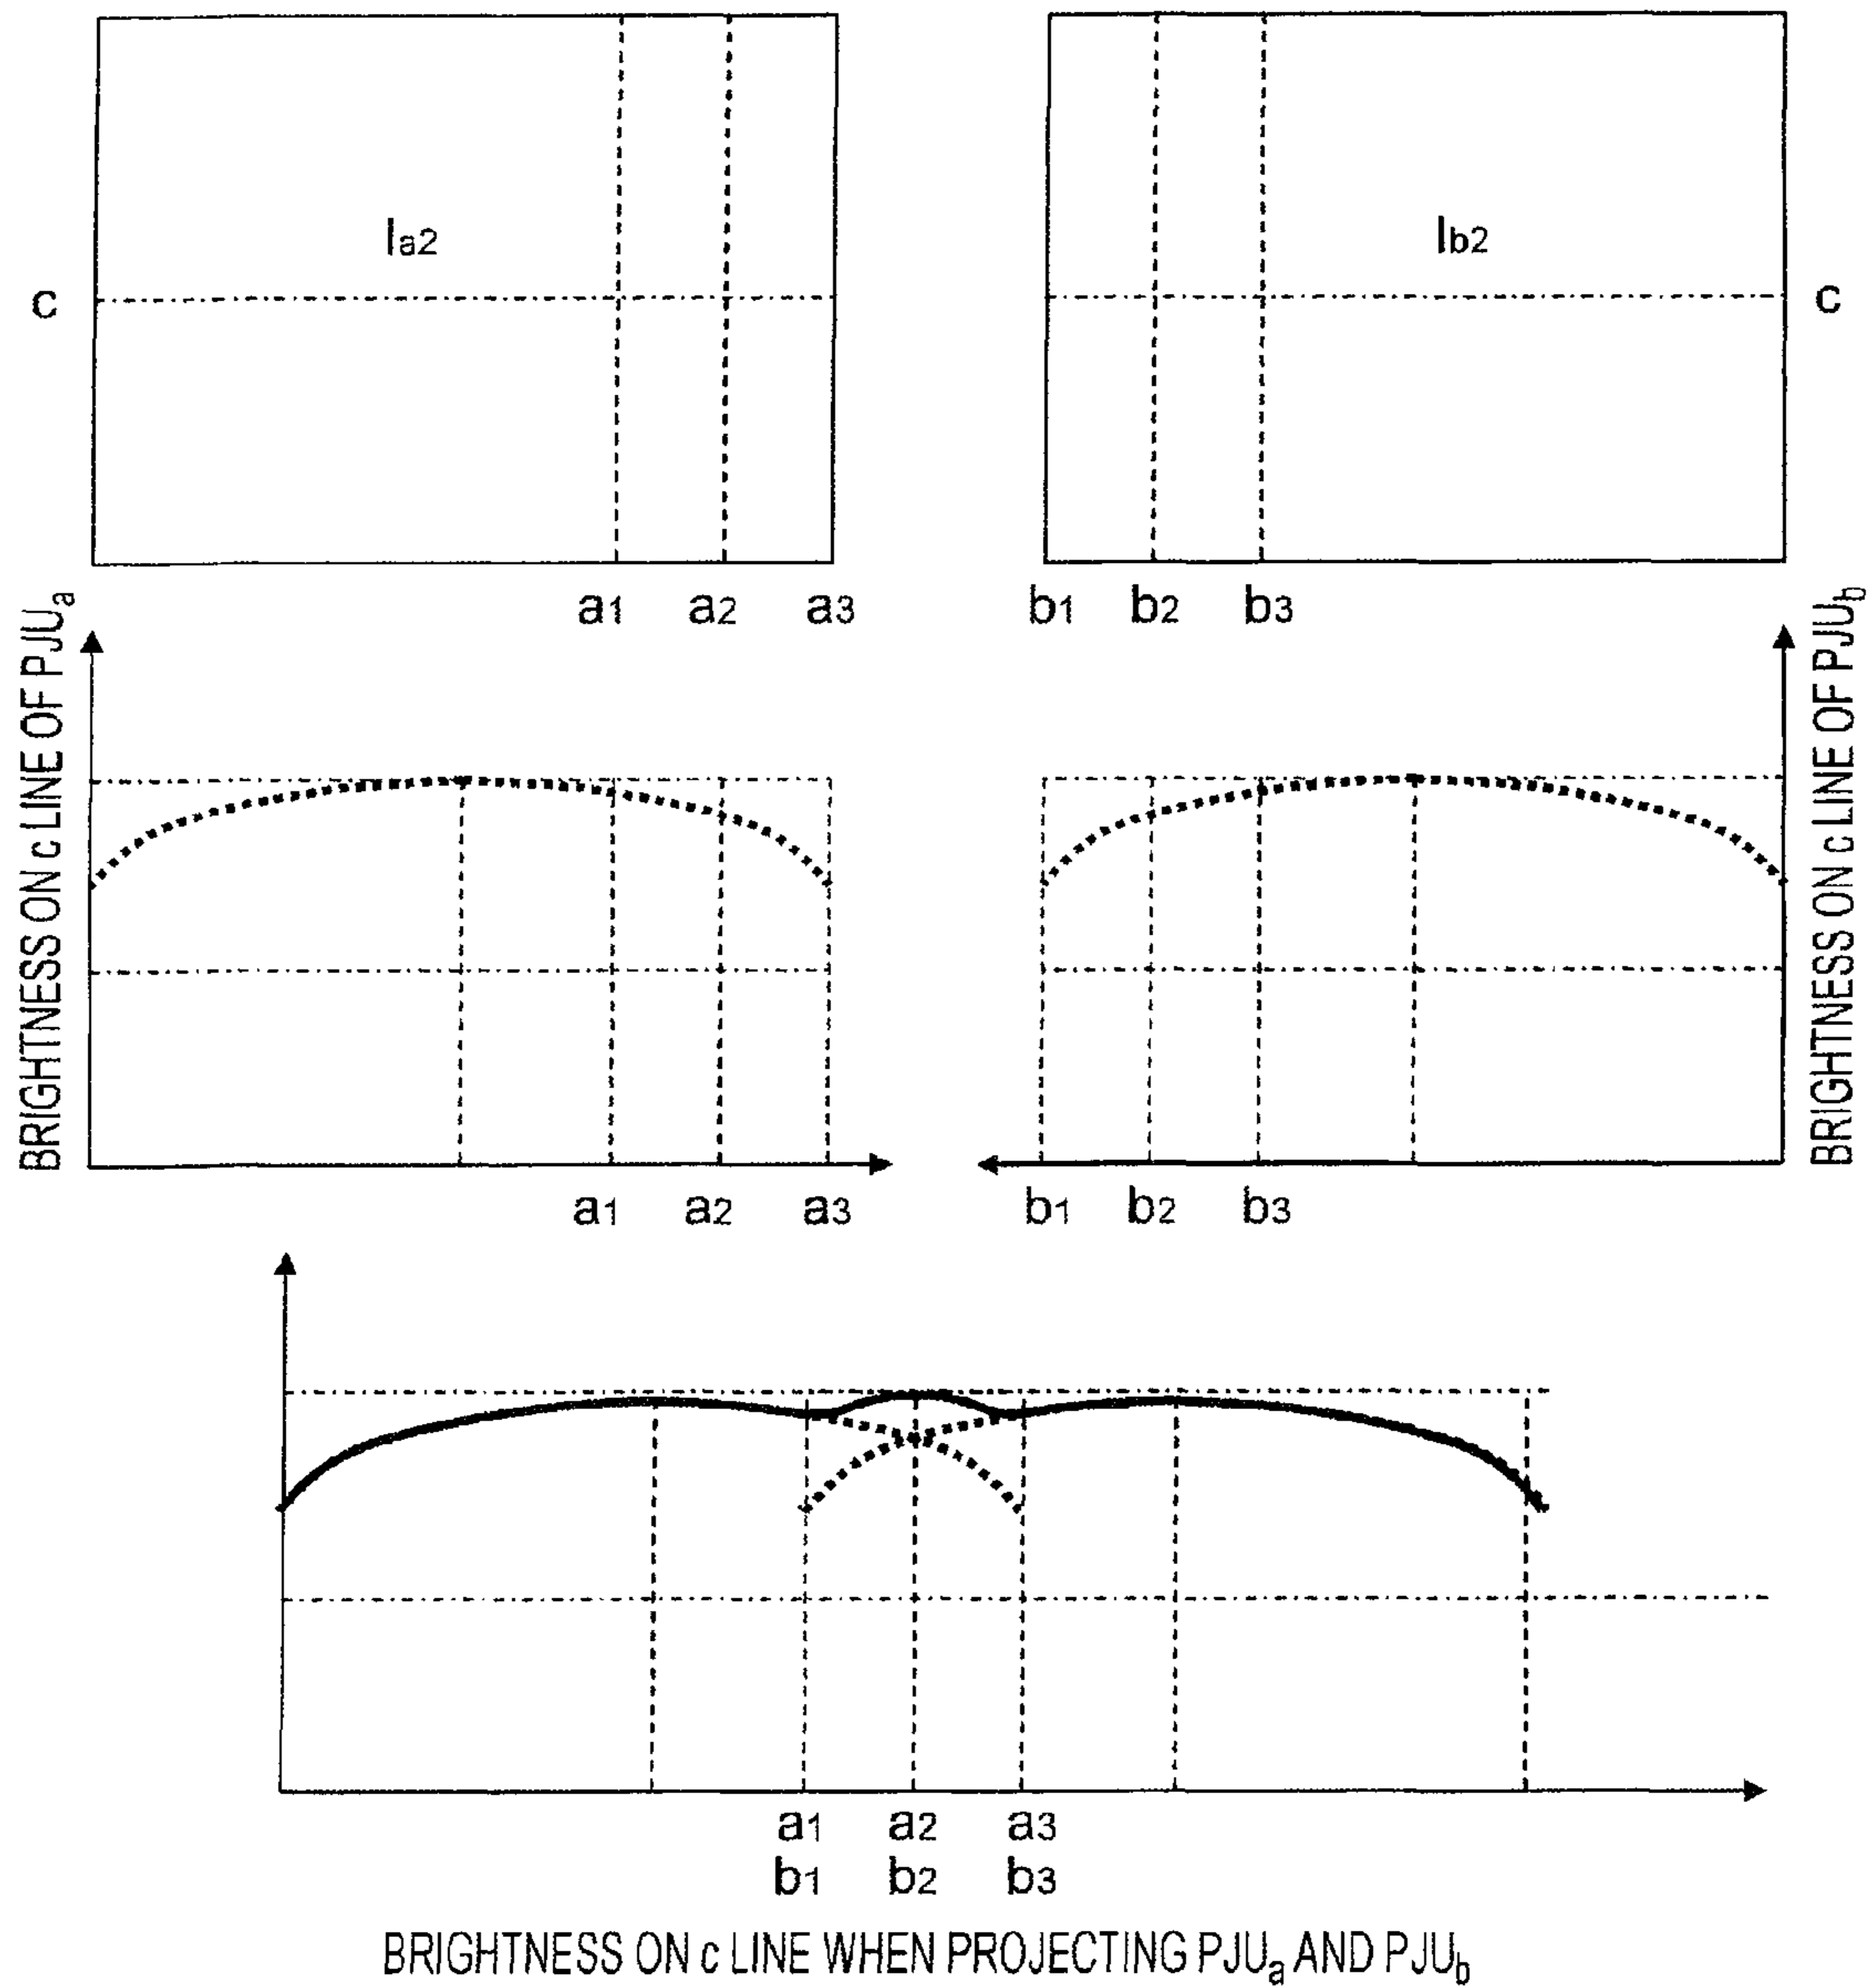 Ia2
Ib2
c
c
a1 a2 a3
b1 b2 b3
BRIGHTNESS ON c LINE OF PJUa
BRIGHTNESS ON c LINE OF PJUb
a1 a2 a3
b1 b2 b3
a1 a2 a3
b1 b2 b3
BRIGHTNESS ON c LINE WHEN PROJECTING PJUa AND PJUb